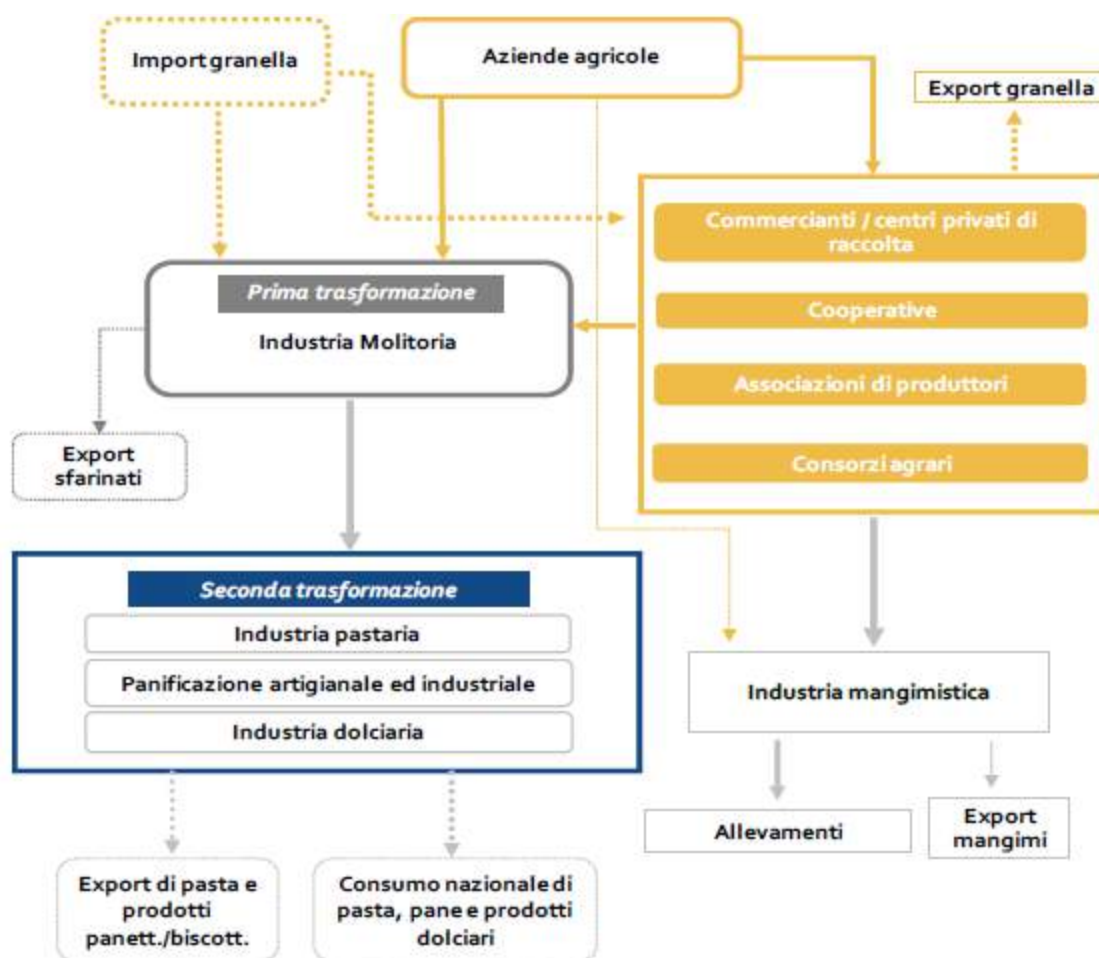 Import granella
Aziende agricole
Export granella
Commercianti / centri privati di
raccolta
Cooperative
Associazioni di produttori
Consorzi agrari
Prima trasformazione
Industria Molitoria
Export
sfarinati
Seconda trasformazione
Industria pastaria
Panificazione artigianale ed industriale
Industria dolciaria
Industria mangimistica
Allevamenti
Export
mangimi
Export di pasta e
prodotti
panett./biscott.
Consumo nazionale di
pasta, pane e prodotti
dolciari